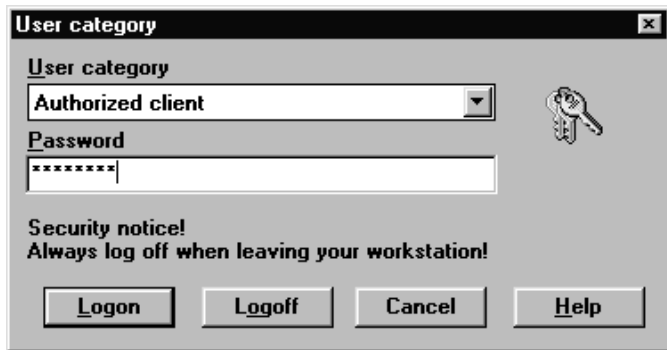 User category
User category
Authorized client
Password
********
Security notice!
Always log off when leaving your workstation!
Logon Logoff Cancel Help